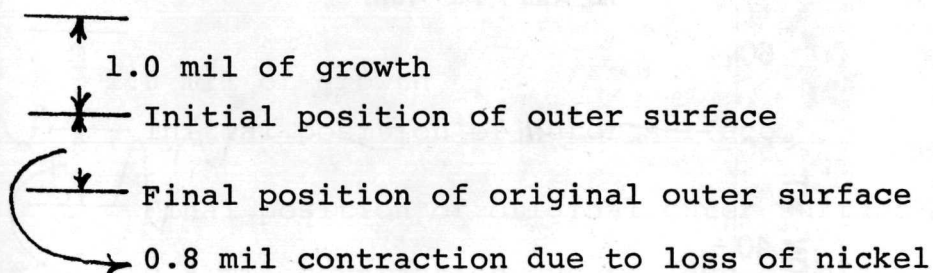 1.0 mil of growth
Initial position of outer surface
Final position of original outer surface
0.8 mil contraction due to loss of nickel